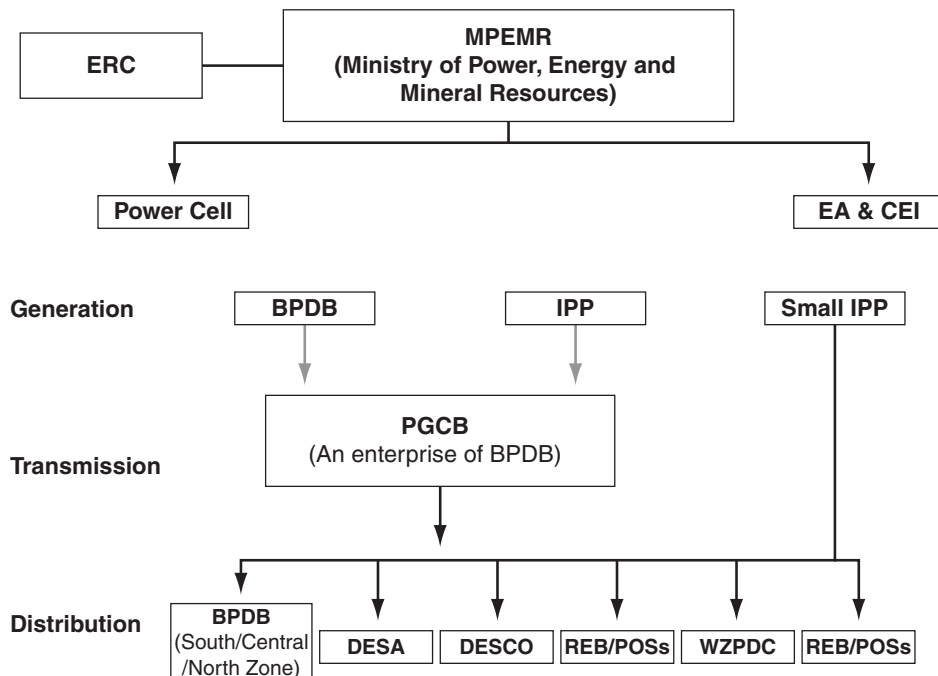 MPEMR
ERC
(Ministry of Power, Energy and
Mineral Resources)
Power Cell
EA & CEI
Generation
BPDB
IPP
Small IPP
PGCB
(An enterprise of BPDB)
Transmission
Distribution
BPDB
(South/Central
/North Zone)
DESA
DESCO
REB/POSs
WZPDC
REB/POSs